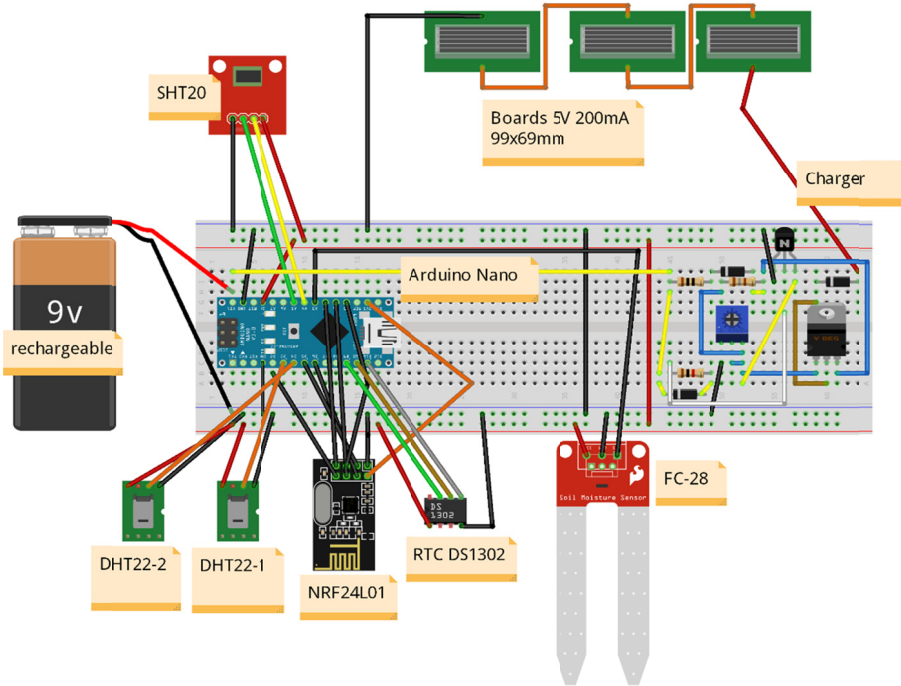 SHT20
Boards 5V 200mA
99x69mm
Charger
N
Arduino Nano
9v
rechargeable
V REG
DS
1302
Soil Moisture Sensor
FC-28
DHT22-2
DHT22-1
NRF24L01
RTC DS1302